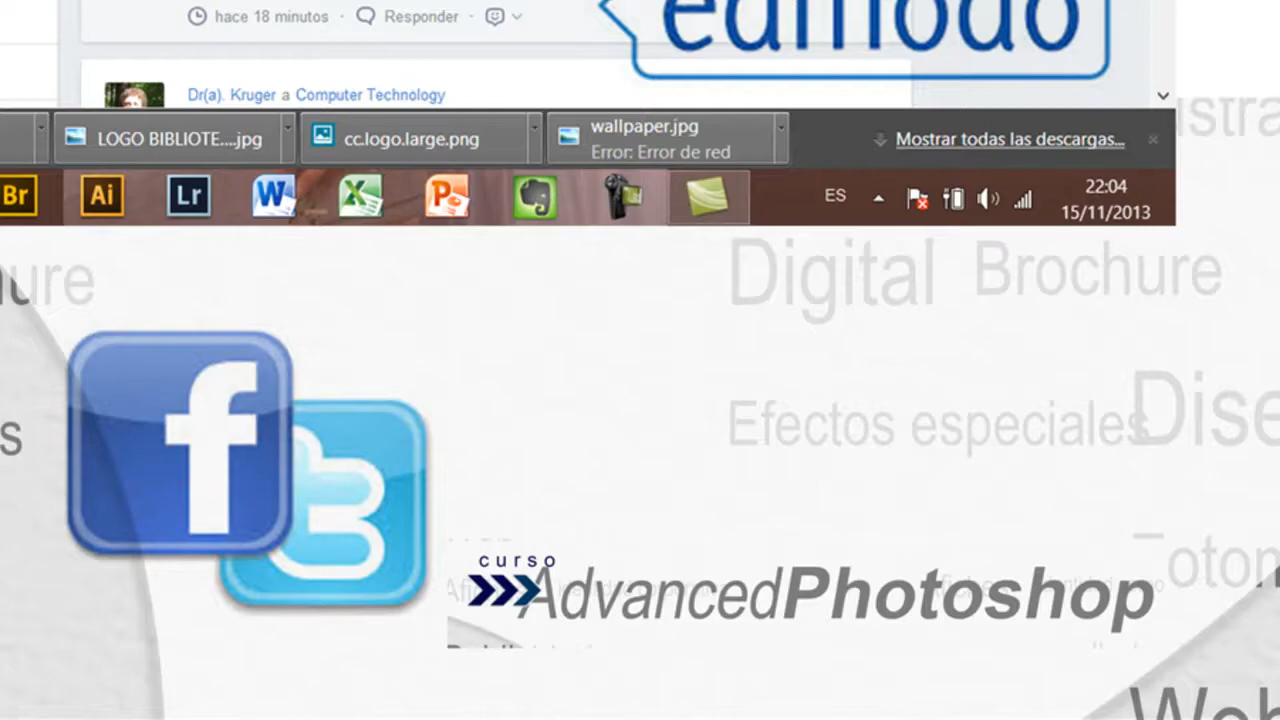 hace 18 minutos · Responder ·
edmodo
Dr(a). Kruger a Computer Technology
LOGO BIBLIOTE....jpg
cc.logo.large.png
wallpaper.jpg
Error: Error de red
Mostrar todas las descargas...
Br
Ai
Lr
W
X
P
ES
22:04
15/11/2013
Digital
Brochure
Efectos especiales
f
t
curso
AdvancedPhotoshop